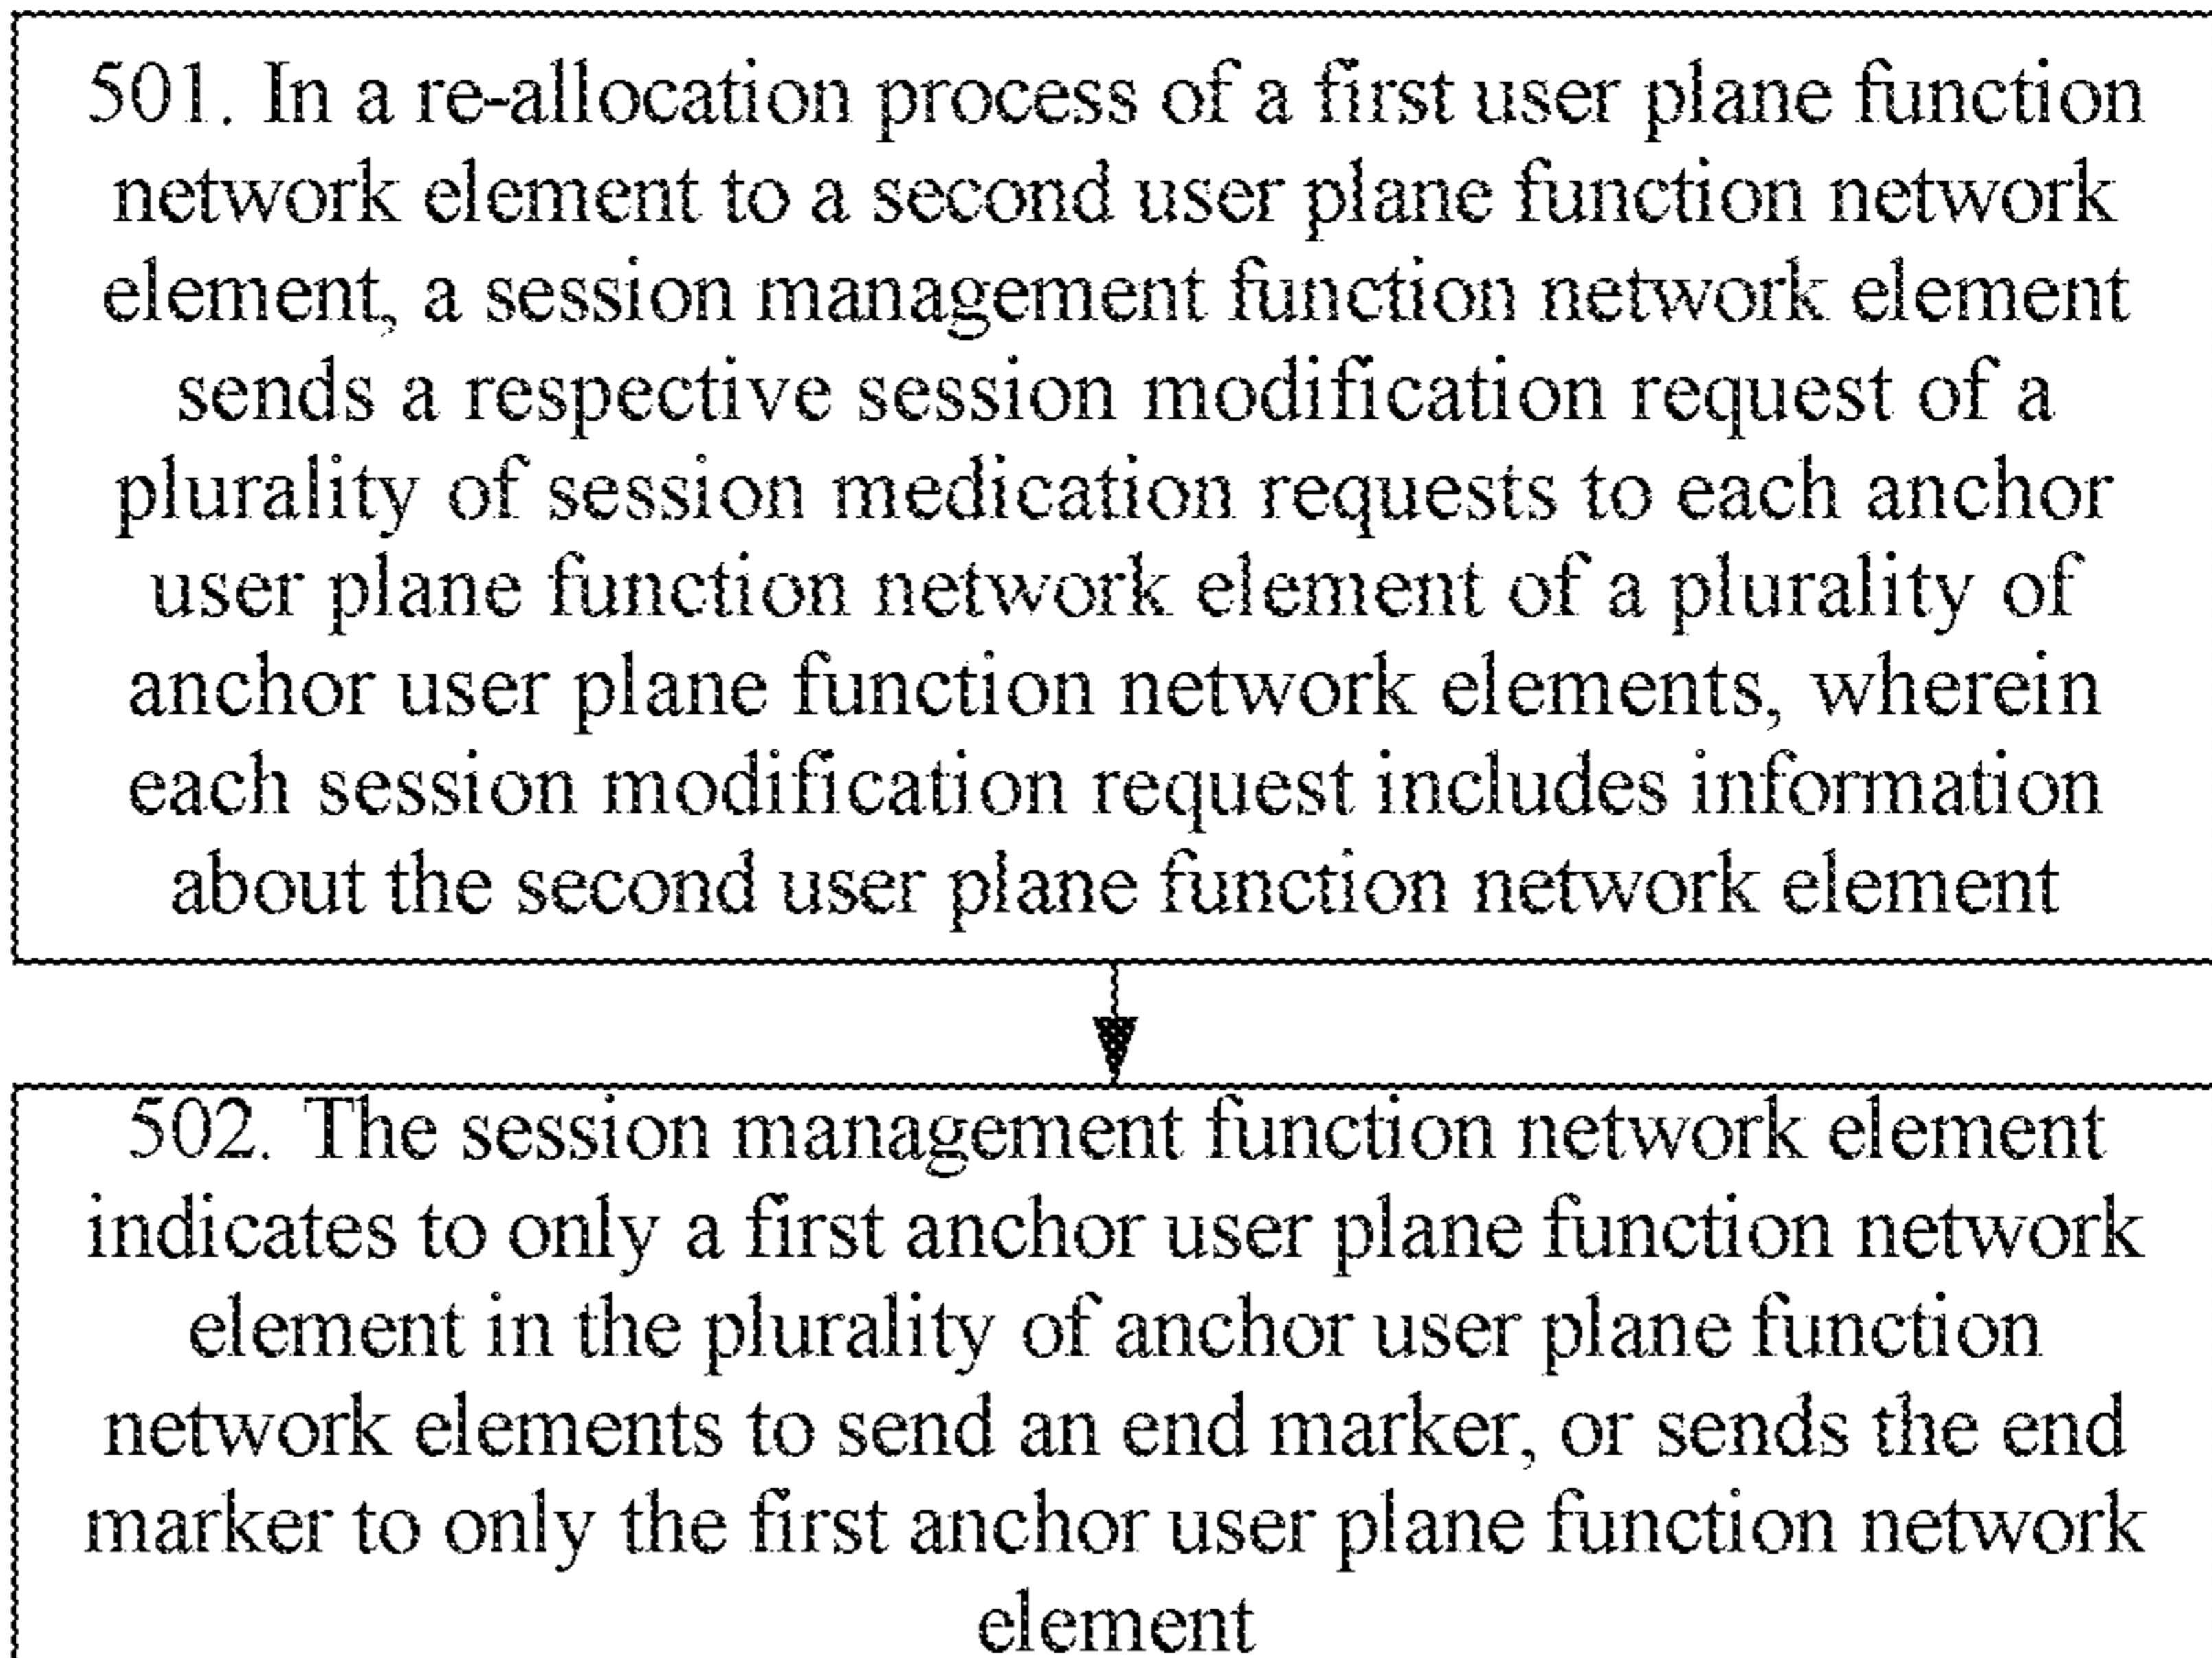 501. In a re-allocation process of a first user plane function
network element to a second user plane function network
element, a session management function network element
sends a respective session modification request of a
plurality of session medication requests to each anchor
user plane function network element of a plurality of
anchor user plane function network elements, wherein
each session modification request includes information
about the second user plane function network element
502. The session management function network element
indicates to only a first anchor user plane function network
element in the plurality of anchor user plane function
network elements to send an end marker, or sends the end
marker to only the first anchor user plane function network
element